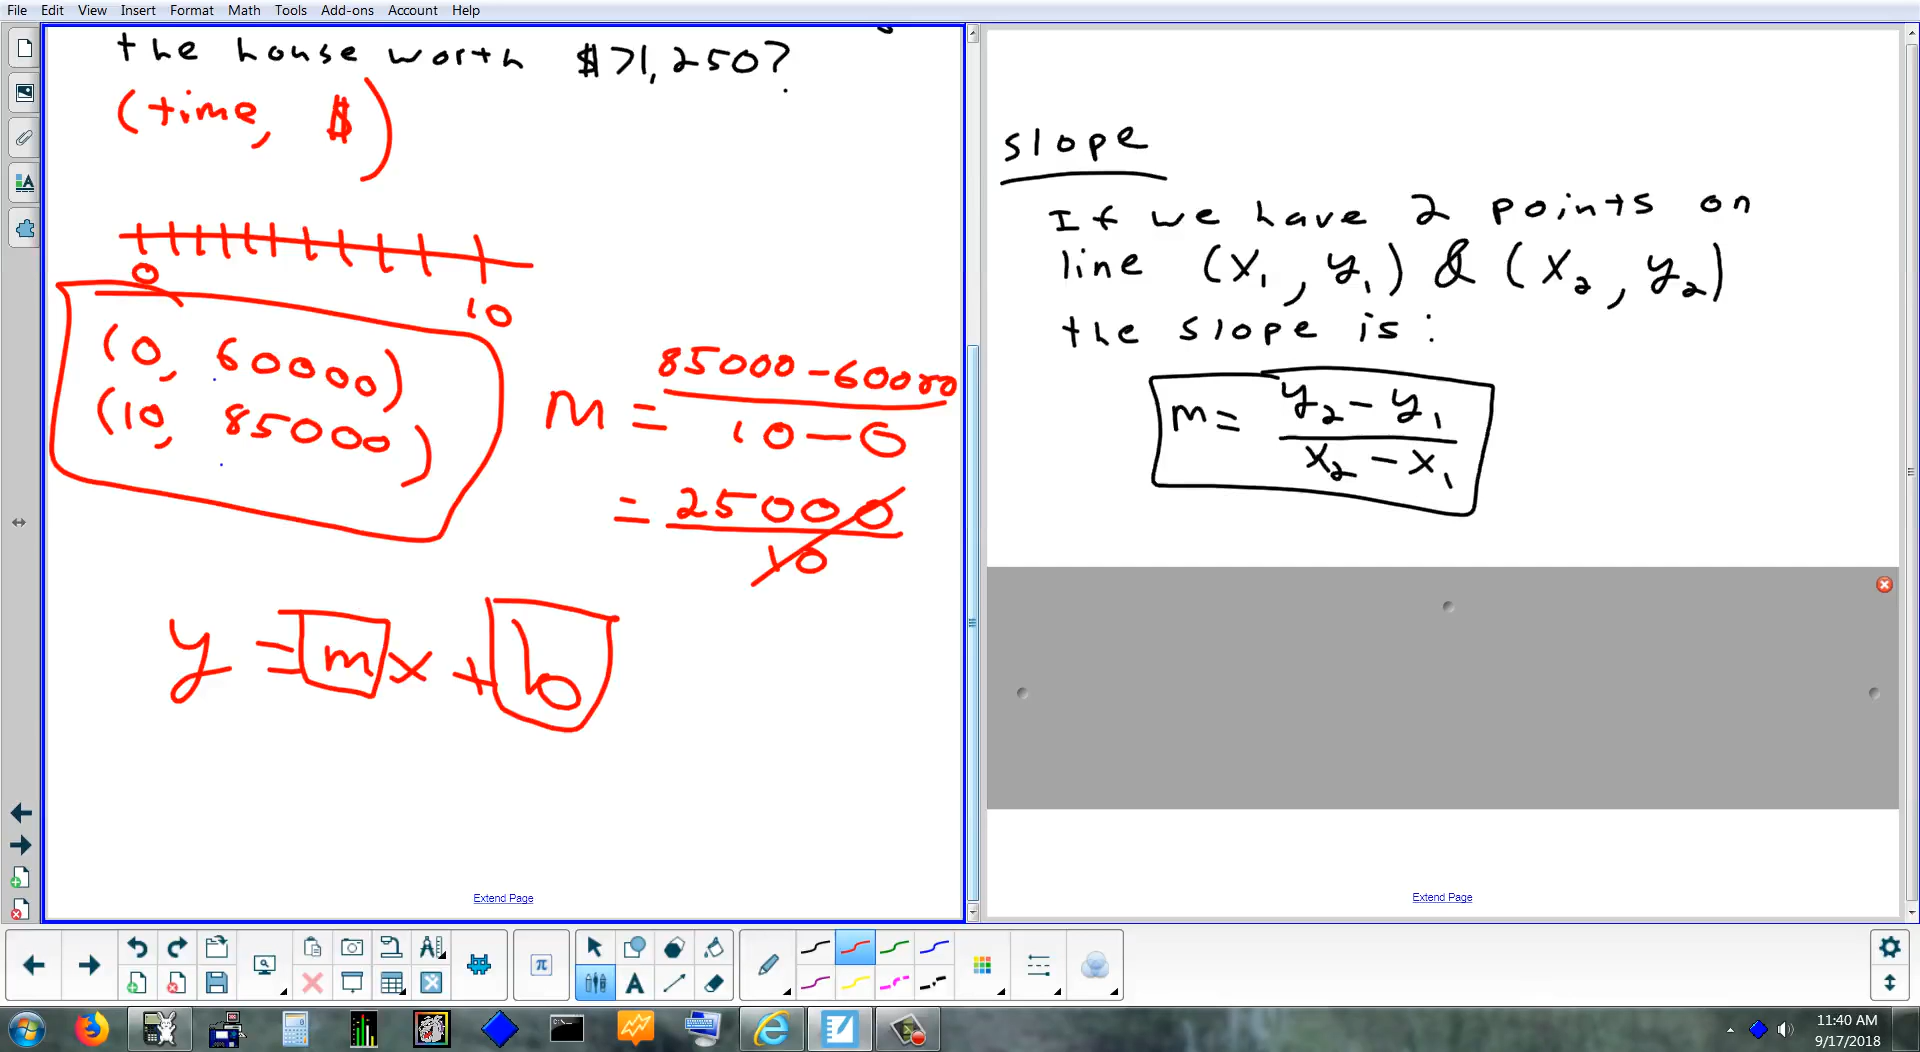 File Edit View Insert Format Math Tools Add-ons Account Help
the house worth $71,250?
(time, $)
0
10
(0, 60000)
(10, 85000)
m = 85000 - 60000
10 - 0
= 25000
10
y = mx + b
Extend Page
slope
If we have 2 points on
line (x₁, y₁) & (x₂, y₂)
the slope is:
m = y₂ - y₁
x₂ - x₁
Extend Page
π
A
11:40 AM
9/17/2018